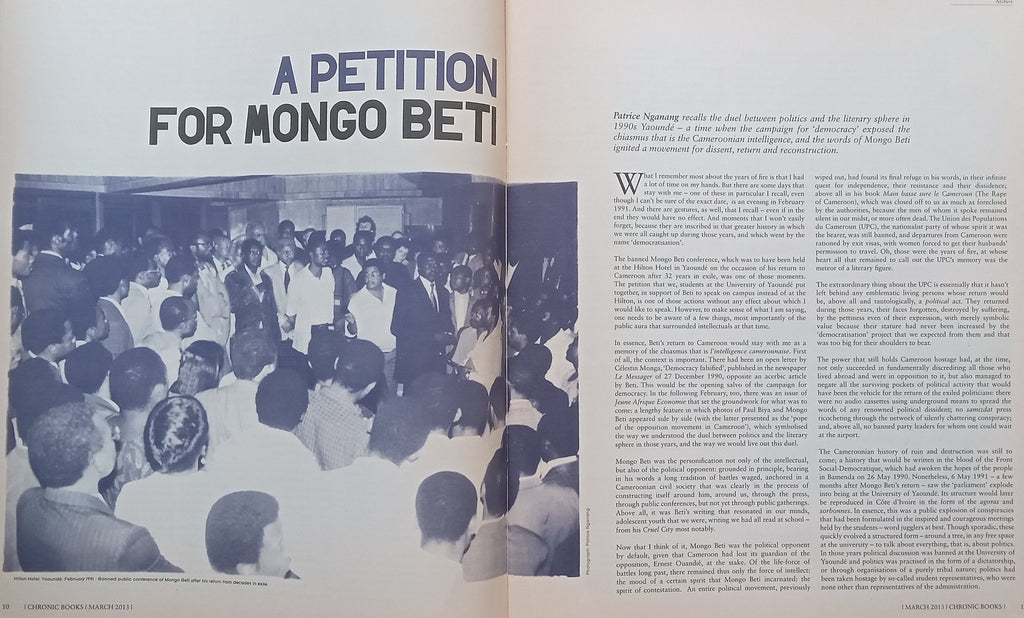 Archive
A PETITION
FOR MONGO BETI
Patrice Nganang recalls the duel between politics and the literary sphere in
1990s Yaoundé – a time when the campaign for ‘democracy’ exposed the
chiasmus that is the Cameroonian intelligence, and the words of Mongo Beti
ignited a movement for dissent, return and reconstruction.
What I remember most about the years of fire is that I had
a lot of time on my hands. But there are some days that
stay with me – one of these in particular I recall, even
though I can’t be sure of the exact date, is an evening in February
1991. And there are gestures, as well, that I recall – even if in the
end they would have no effect. And moments that I won’t easily
forget, because they are inscribed in that greater history in which
we were all caught up during those years, and which went by the
name ‘democratisation’.
The banned Mongo Beti conference, which was to have been held
at the Hilton Hotel in Yaoundé on the occasion of his return to
Cameroon after 32 years in exile, was one of those moments.
The petition that we, students at the University of Yaoundé put
together, in support of Beti to speak on campus instead of at the
Hilton, is one of those actions without any effect about which I
would like to speak. However, to make sense of what I am saying,
one needs to be aware of a few things, most importantly of the
public aura that surrounded intellectuals at that time.
In essence, Beti’s return to Cameroon would stay with me as a
memory of the chiasmus that is l’intelligence camerounaise. First
of all, the context is important. There had been an open letter by
Célestin Monga, ‘Democracy falsified’, published in the newspaper
Le Messager of 27 December 1990, opposite an acerbic article
by Beti. This would be the opening salvo of the campaign for
democracy. In the following February, too, there was an issue of
Jeune Afrique Economie that set the groundwork for what was to
come: a lengthy feature in which photos of Paul Biya and Mongo
Beti appeared side by side (with the latter presented as the ‘pope
of the opposition movement in Cameroon’), which symbolised
the way we understood the duel between politics and the literary
sphere in those years, and the way we would live out this duel.
Mongo Beti was the personification not only of the intellectual,
but also of the political opponent: grounded in principle, bearing
in his words a long tradition of battles waged, anchored in a
Cameroonian civil society that was clearly in the process of
constructing itself around him, around us, through the press,
through public conferences, but not yet through public gatherings.
Above all, it was Beti’s writing that resonated in our minds,
adolescent youth that we were, writing we had all read at school –
from his Cruel City most notably.
Now that I think of it, Mongo Beti was the political opponent
by default, given that Cameroon had lost its guardian of the
opposition, Ernest Ouandié, at the stake. Of the life-force of
battles long past, there remained thus only the force of intellect:
the mood of a certain spirit that Mongo Beti incarnated: the
spirit of contestation. An entire political movement, previously
wiped out, had found its final refuge in his words, in their infinite
quest for independence, their resistance and their dissidence;
above all in his book Main basse sur le Cameroun (The Rape
of Cameroon), which was closed off to us as much as foreclosed
by the authorities, because the men of whom it spoke remained
silent in our midst, or more often dead. The Union des Populations
du Cameroun (UPC), the nationalist party of whose spirit it was
the bearer, was still banned, and departures from Cameroon were
rationed by exit visas, with women forced to get their husbands’
permission to travel. Oh, those were the years of fire, at whose
heart all that remained to call out the UPC’s memory was the
meteor of a literary figure.
The extraordinary thing about the UPC is essentially that it hasn’t
left behind any emblematic living persons whose return would
be, above all and tautologically, a political act. They returned
during those years, their faces forgotten, destroyed by suffering,
by the pettiness even of their expression, with merely symbolic
value because their stature had never been increased by the
‘democratisation’ project that we expected from them and that
was too big for their shoulders to bear.
The power that still holds Cameroon hostage had, at the time,
not only succeeded in fundamentally discrediting all those who
lived abroad and were in opposition to it, but also managed to
negate all the surviving pockets of political activity that would
have been the vehicle for the return of the exiled politicians: there
were no audio cassettes using underground means to spread the
words of any renowned political dissident; no samizdat press
ricocheting through the network of silently chattering conspiracy;
and, above all, no banned party leaders for whom one could wait
at the airport.
The Cameroonian history of ruin and destruction was still to
come; a history that would be written in the blood of the Front
Social-Democratique, which had awoken the hopes of the people
in Bamenda on 26 May 1990. Nonetheless, 6 May 1991 – a few
months after Mongo Beti’s return – saw the ‘parliament’ explode
into being at the University of Yaoundé. Its structure would later
be reproduced in Côte d’Ivoire in the form of the agoras and
sorbonnes. In essence, this was a public explosion of conspiracies
that had been formulated in the inspired and courageous meetings
held by the students – word jugglers at best. Though sporadic, these
quickly evolved a structured form – around a tree, in any free space
at the university – to talk about everything, that is, about politics.
In those years political discussion was banned at the University of
Yaoundé and politics was practised in the form of a dictatorship,
or through organisations of a purely tribal nature; politics had
been taken hostage by so-called student representatives, who were
none other than representatives of the administration.
Photograph, Patrice Nganang
Hilton Hotel, Yaoundé, February 1991 - Banned public conference of Mongo Beti after his return from decades in exile.
10 | CHRONIC BOOKS | MARCH 2013 |
| MARCH 2013 | CHRONIC BOOKS |